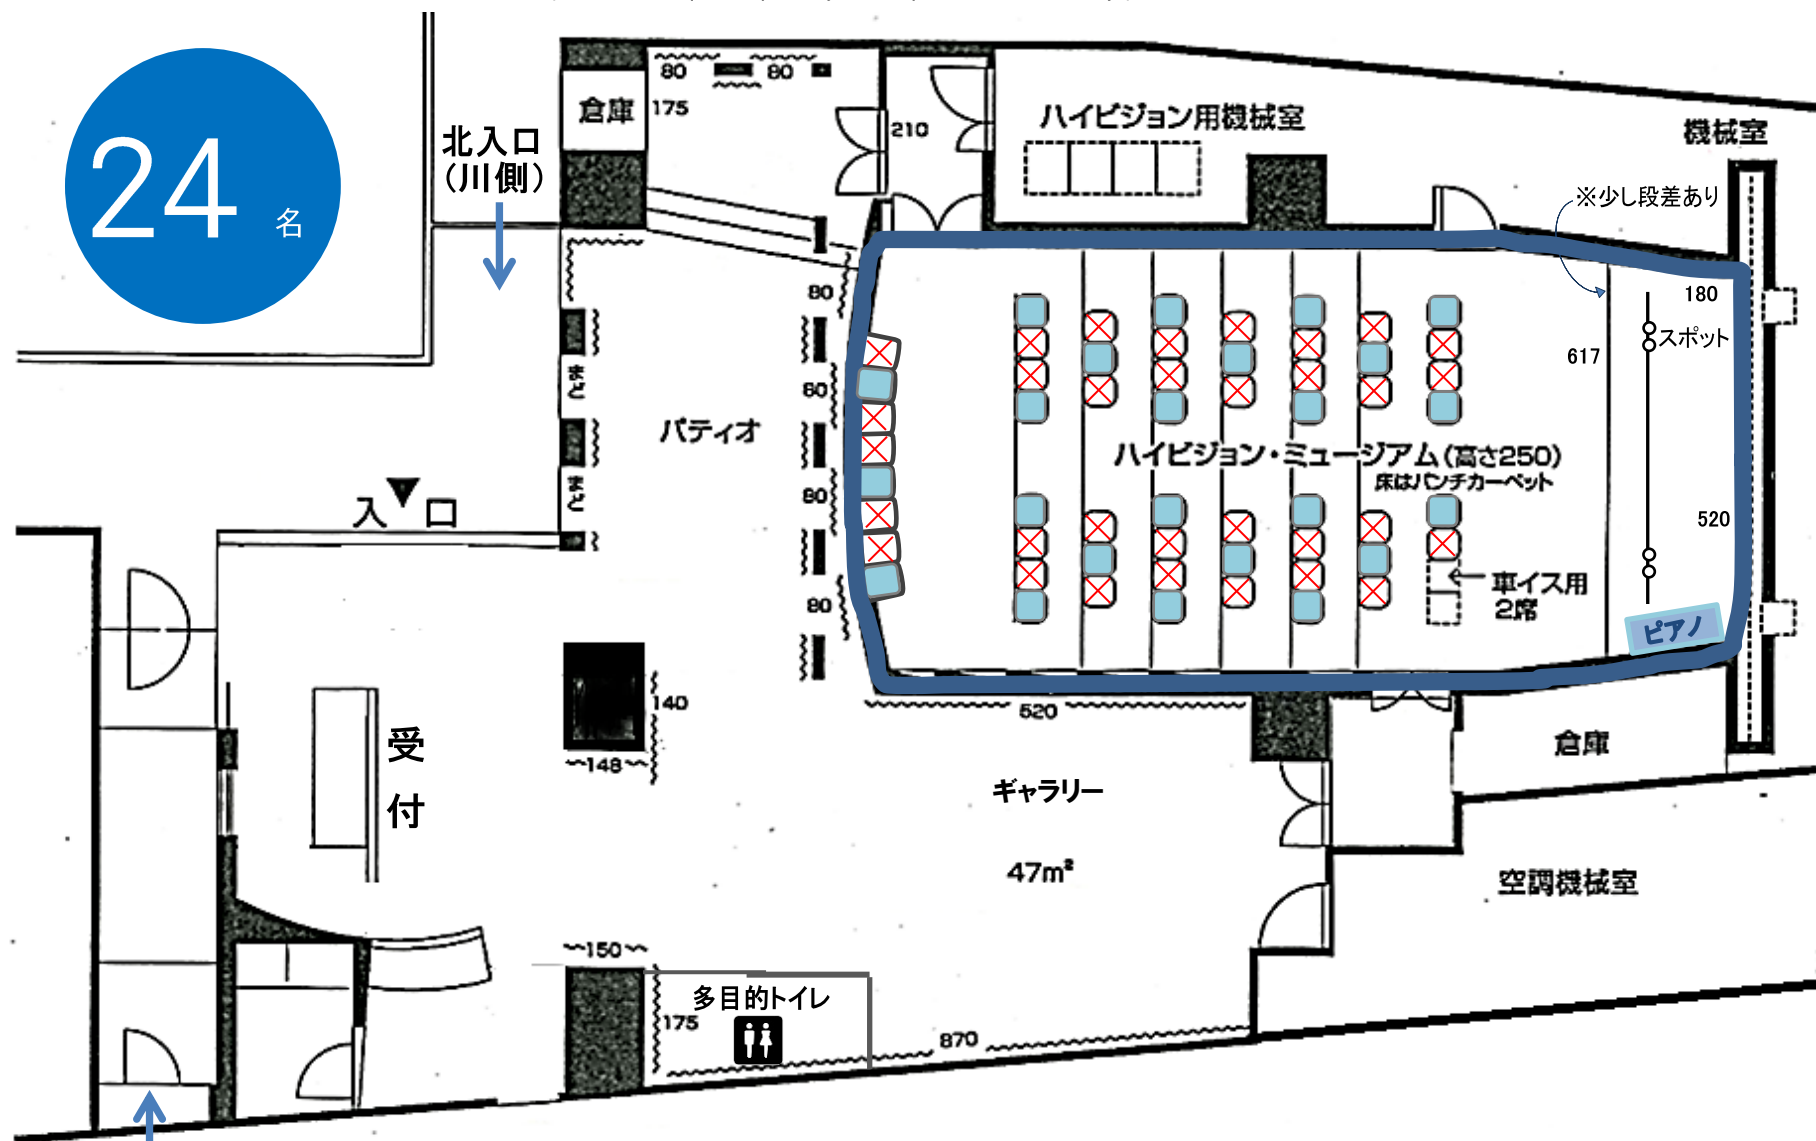 24名
北入口
(川側)
倉庫
80
80
175
210
ハイビジョン用機械室
機械室
※少し段差あり
180
スポット
617
520
80
80
80
80
まど
まど
パティオ
入口
ハイビジョン・ミュージアム(高さ250)
床はパンチカーペット
車イス用
2席
ピアノ
受付
140
148
520
倉庫
ギャラリー
47m²
空調機械室
150
多目的トイレ
175
870